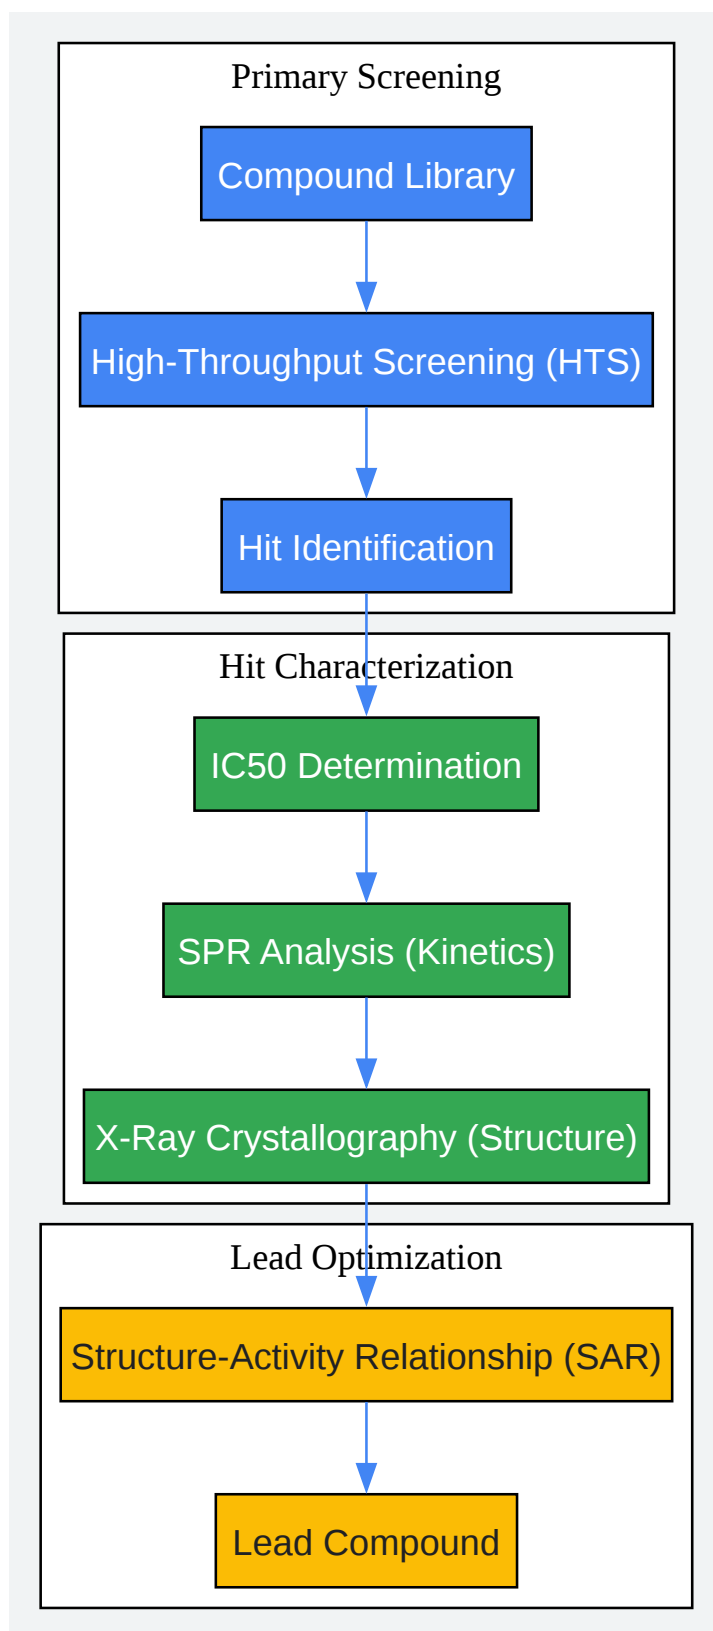 Primary Screening
Compound Library
High-Throughput Screening (HTS)
Hit Identification
Hit Characterization
IC50 Determination
SPR Analysis (Kinetics)
X-Ray Crystallography (Structure)
Lead Optimization
Structure-Activity Relationship (SAR)
Lead Compound